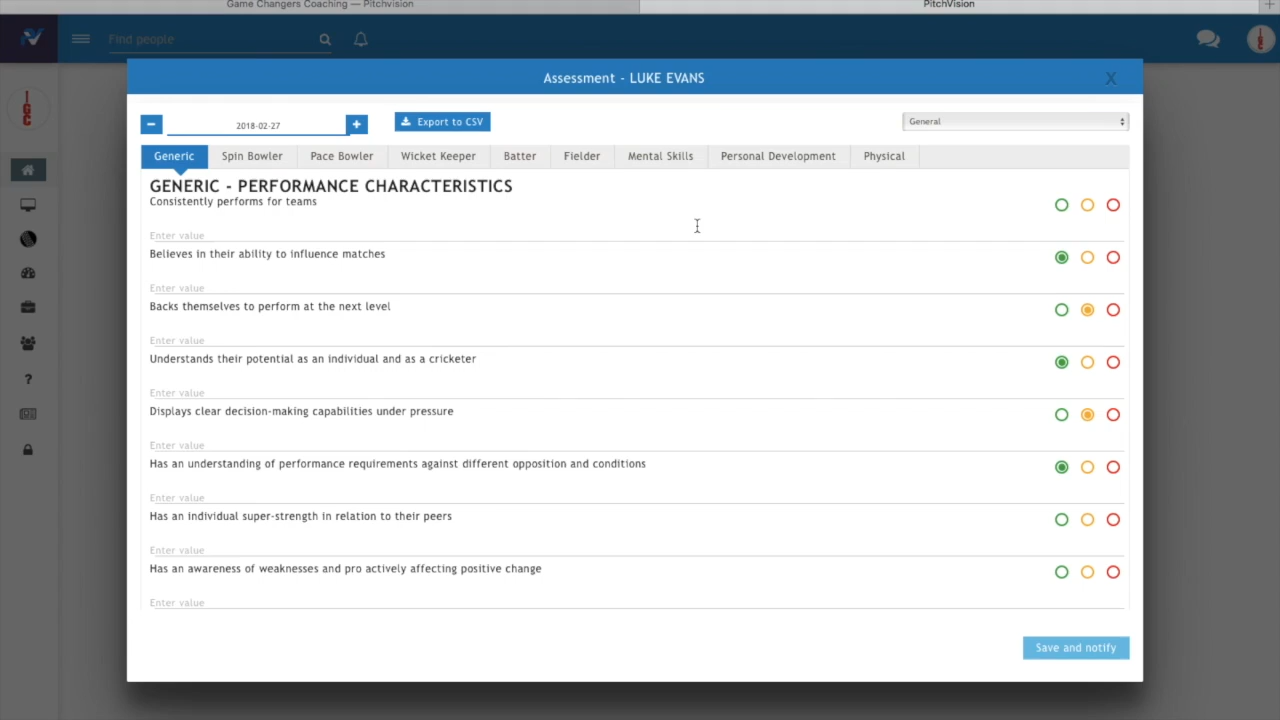 Game Changers Coaching — Pitchvision
PitchVision
+
Find people
Assessment - LUKE EVANS
X
IGC
- 2018-02-27 +
Export to CSV
General
Generic Spin Bowler Pace Bowler Wicket Keeper Batter Fielder Mental Skills Personal Development Physical
GENERIC - PERFORMANCE CHARACTERISTICS
Consistently performs for teams
Enter value
Believes in their ability to influence matches
Enter value
Backs themselves to perform at the next level
Enter value
Understands their potential as an individual and as a cricketer
Enter value
Displays clear decision-making capabilities under pressure
Enter value
Has an understanding of performance requirements against different opposition and conditions
Enter value
Has an individual super-strength in relation to their peers
Enter value
Has an awareness of weaknesses and pro actively affecting positive change
Enter value
Save and notify